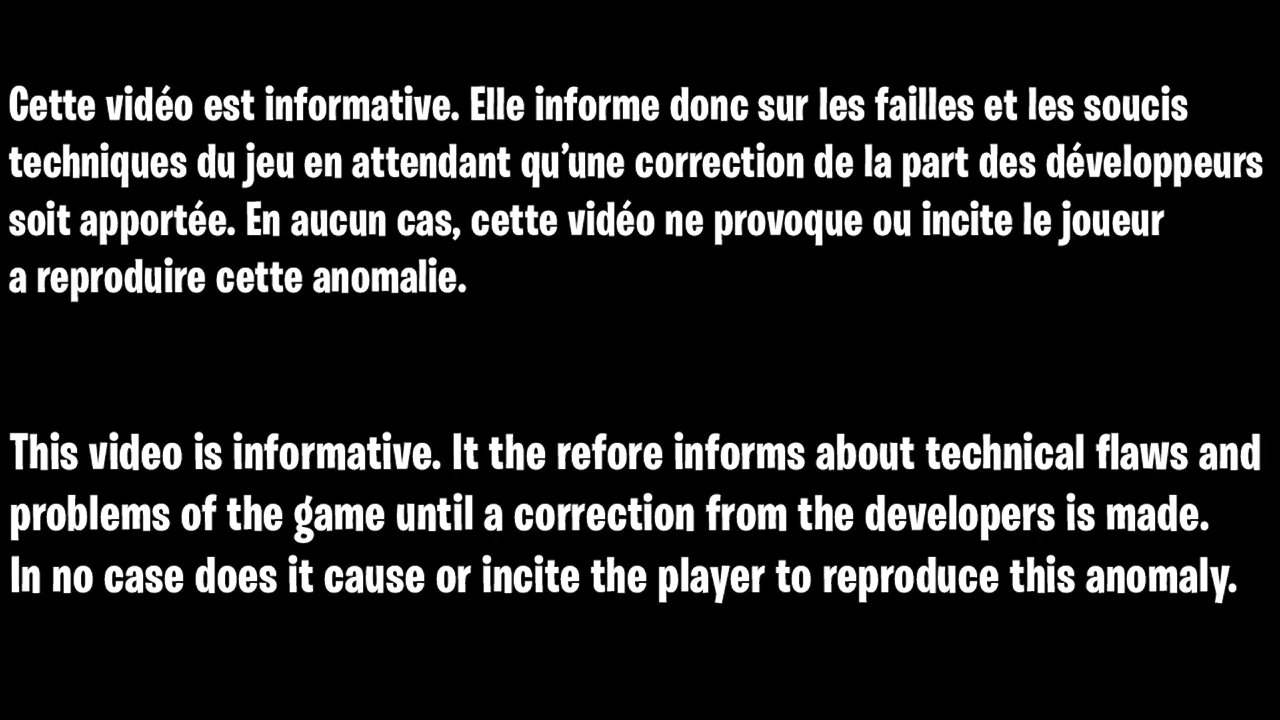 Cette vidéo est informative. Elle informe donc sur les failles et les soucis
techniques du jeu en attendant qu’une correction de la part des développeurs
soit apportée. En aucun cas, cette vidéo ne provoque ou incite le joueur
a reproduire cette anomalie.
This video is informative. It the refore informs about technical flaws and
problems of the game until a correction from the developers is made.
In no case does it cause or incite the player to reproduce this anomaly.